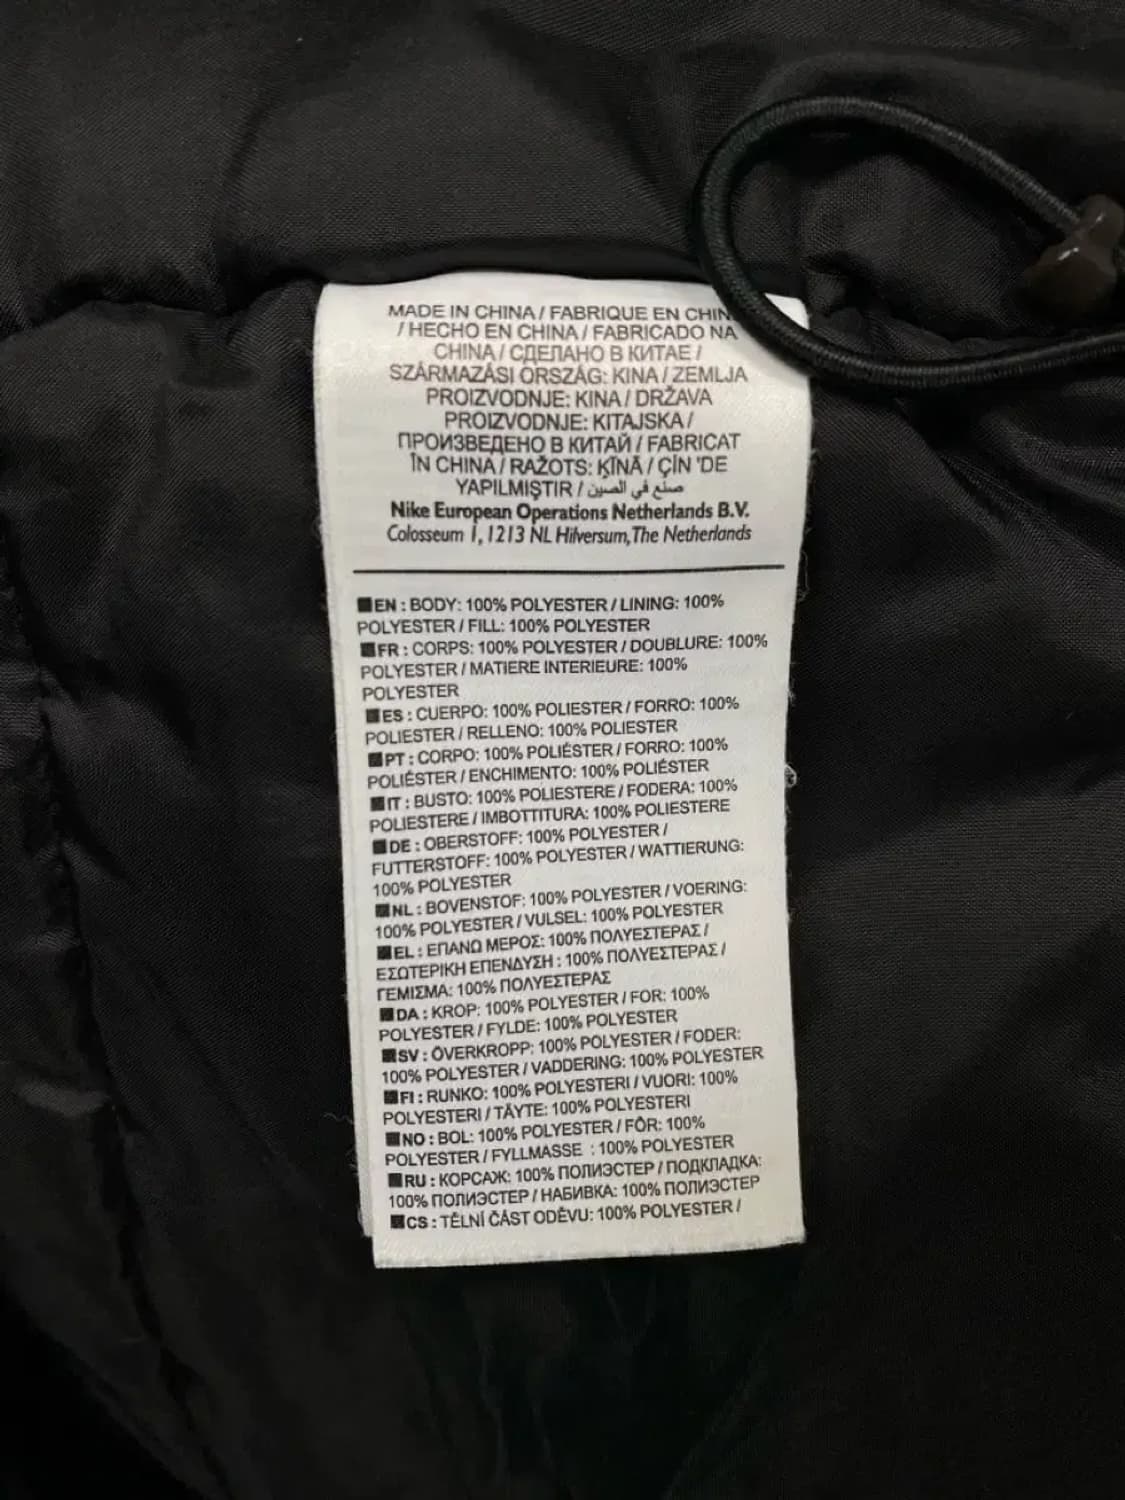 MADE IN CHINA / FABRIQUE EN CHIN
/ HECHO EN CHINA / FABRICADO NA
CHINA / СДЕЛАНО В КИТАЕ /
SZÁRMAZÁSI ORSZÁG: KINA / ZEMLJA
PROIZVODNJE: KINA / DRŽAVA
PROIZVODNJE: KITAJSKA /
ПРОИЗВЕДЕНО В КИТАЙ / FABRICAT
ÎN CHINA / RAŽOTS: ĶĪNĀ / ÇİN 'DE
YAPILMIŞTIR / صنع في الصين
Nike European Operations Netherlands B.V.
Colosseum 1, 1213 NL Hilversum, The Netherlands
■EN : BODY: 100% POLYESTER / LINING: 100%
POLYESTER / FILL: 100% POLYESTER
■FR : CORPS: 100% POLYESTER / DOUBLURE: 100%
POLYESTER / MATIERE INTERIEURE: 100%
POLYESTER
■ES : CUERPO: 100% POLIESTER / FORRO: 100%
POLIESTER / RELLENO: 100% POLIESTER
■PT : CORPO: 100% POLIÉSTER / FORRO: 100%
POLIÉSTER / ENCHIMENTO: 100% POLIÉSTER
■IT : BUSTO: 100% POLIESTERE / FODERA: 100%
POLIESTERE / IMBOTTITURA: 100% POLIESTERE
■DE : OBERSTOFF: 100% POLYESTER /
FUTTERSTOFF: 100% POLYESTER / WATTIERUNG:
100% POLYESTER
■NL : BOVENSTOF: 100% POLYESTER / VOERING:
100% POLYESTER / VULSEL: 100% POLYESTER
■EL : ΕΠΑΝΩ ΜΕΡΟΣ: 100% ΠΟΛΥΕΣΤΕΡΑΣ /
ΕΣΩΤΕΡΙΚΗ ΕΠΕΝΔΥΣΗ : 100% ΠΟΛΥΕΣΤΕΡΑΣ /
ΓΕΜΙΣΜΑ: 100% ΠΟΛΥΕΣΤΕΡΑΣ
■DA : KROP: 100% POLYESTER / FOR: 100%
POLYESTER / FYLDE: 100% POLYESTER
■SV : ÖVERKROPP: 100% POLYESTER / FODER:
100% POLYESTER / VADDERING: 100% POLYESTER
■FI : RUNKO: 100% POLYESTERI / VUORI: 100%
POLYESTERI / TÄYTE: 100% POLYESTERI
■NO : BOL: 100% POLYESTER / FÔR: 100%
POLYESTER / FYLLMASSE : 100% POLYESTER
■RU : КОРСАЖ: 100% ПОЛИЭСТЕР / ПОДКЛАДКА:
100% ПОЛИЭСТЕР / НАБИВКА: 100% ПОЛИЭСТЕР
■CS : TĚLNÍ ČÁST ODĚVU: 100% POLYESTER /